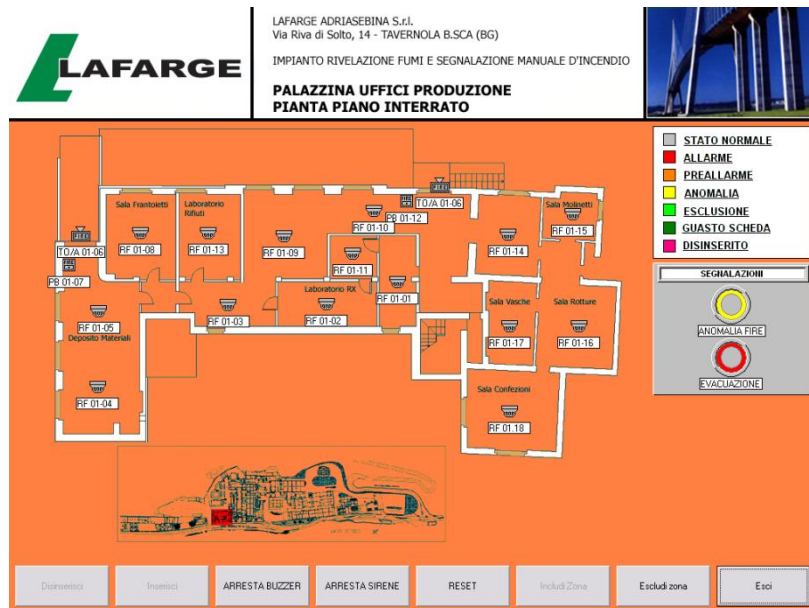 LAFARGE
LAFARGE ADRIASEBINA S.r.l.
Via Riva di Solto, 14 - TAVERNOLA B.SCA (BG)
IMPIANTO RIVELAZIONE FUMI E SEGNALAZIONE MANUALE D'INCENDIO
PALAZZINA UFFICI PRODUZIONE
PIANTA PIANO INTERRATO
STATO NORMALE
ALLARME
PREALLARME
ANOMALIA
ESCLUSIONE
GUASTO SCHEDA
DISINSERITO
SEGNALAZIONI
ANOMALIA FIRE
EVACUAZIONE
FIRE
TO/A 01-06
PB 01-07
Sala Frantoietti
RF 01-08
Laboratorio
Rifiuti
RF 01-13
RF 01-09
RF 01-10
PB 01-12
FIRE
TO/A 01-06
RF 01-14
Sala Molinetti
RF 01-15
RF 01-11
RF 01-01
Laboratorio RX
RF 01-02
RF 01-03
RF 01-05
Deposito Materiali
RF 01-04
Sala Vasche
RF 01-17
Sala Rotture
RF 01-16
Sala Confezioni
RF 01.18
Disinserisci
Inserisci
ARRESTA BUZZER
ARRESTA SIRENE
RESET
Includi Zona
Escludi zona
Esci